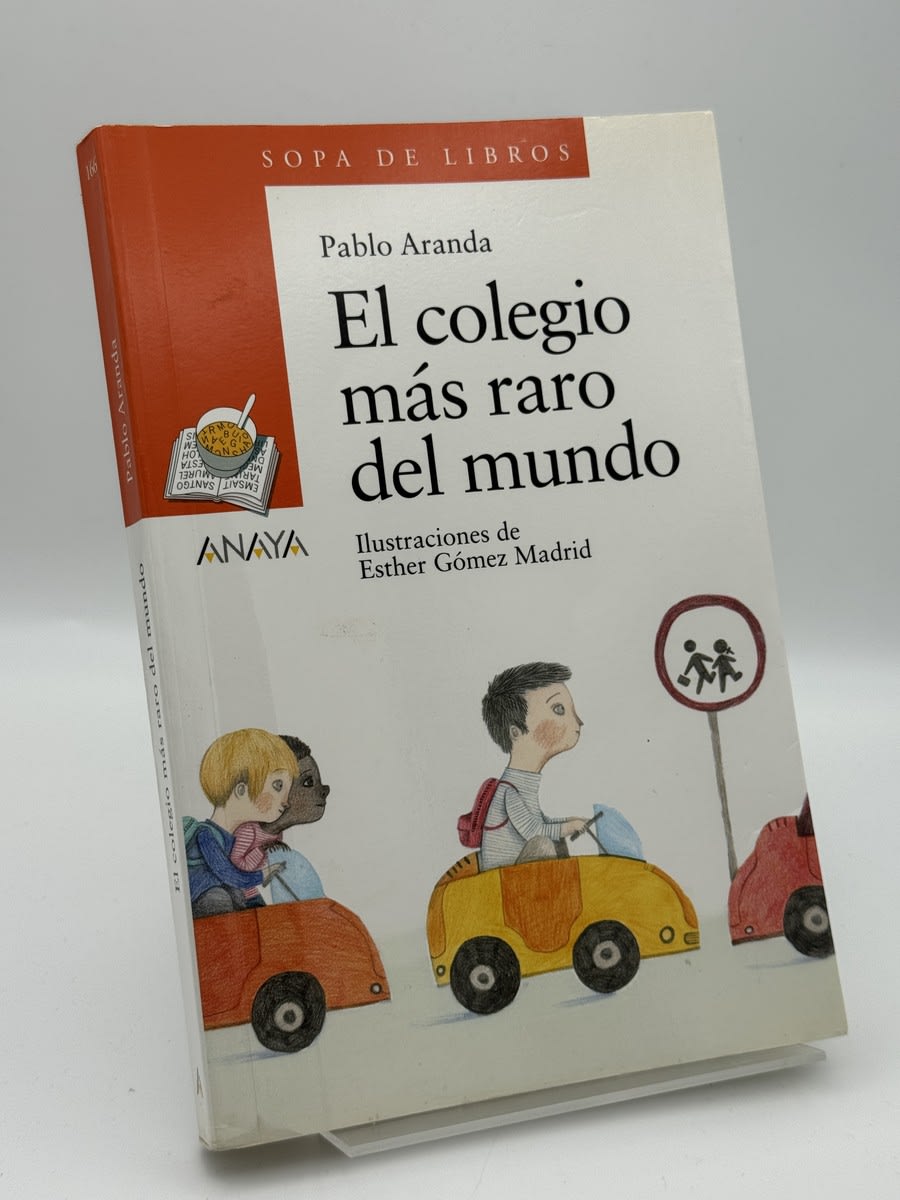 SOPA DE LIBROS
Pablo Aranda
El colegio
más raro
del mundo
Ilustraciones de
Esther Gómez Madrid
ANAYA
166
Pablo Aranda
El colegio más raro del mundo